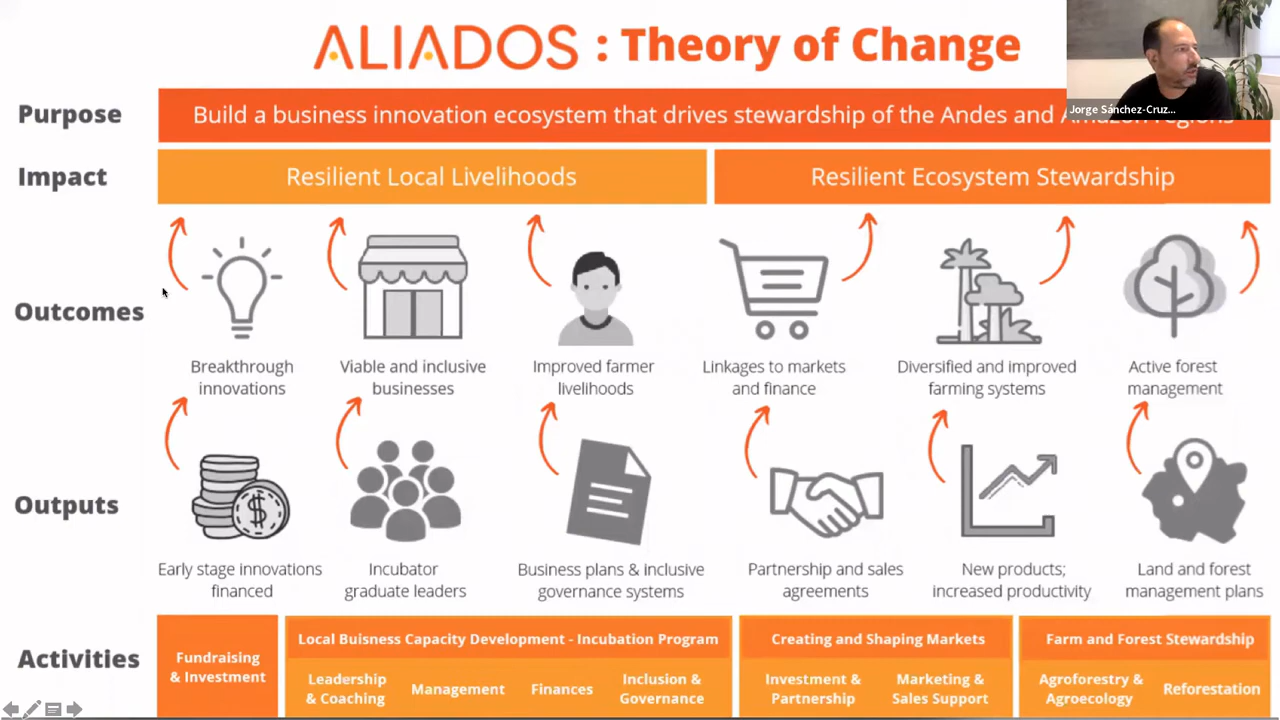 ALIADOS : Theory of Change
Jorge Sánchez-Cruz...
Purpose
Build a business innovation ecosystem that drives stewardship of the Andes and Amazon regions
Impact
Resilient Local Livelihoods
Resilient Ecosystem Stewardship
Outcomes
Breakthrough
innovations
Viable and inclusive
businesses
Improved farmer
livelihoods
Linkages to markets
and finance
Diversified and improved
farming systems
Active forest
management
Outputs
Early stage innovations
financed
Incubator
graduate leaders
Business plans & inclusive
governance systems
Partnership and sales
agreements
New products;
increased productivity
Land and forest
management plans
Activities
Fundraising
& Investment
Local Buisness Capacity Development - Incubation Program
Leadership
& Coaching
Management
Finances
Inclusion &
Governance
Creating and Shaping Markets
Investment &
Partnership
Marketing &
Sales Support
Farm and Forest Stewardship
Agroforestry &
Agroecology
Reforestation